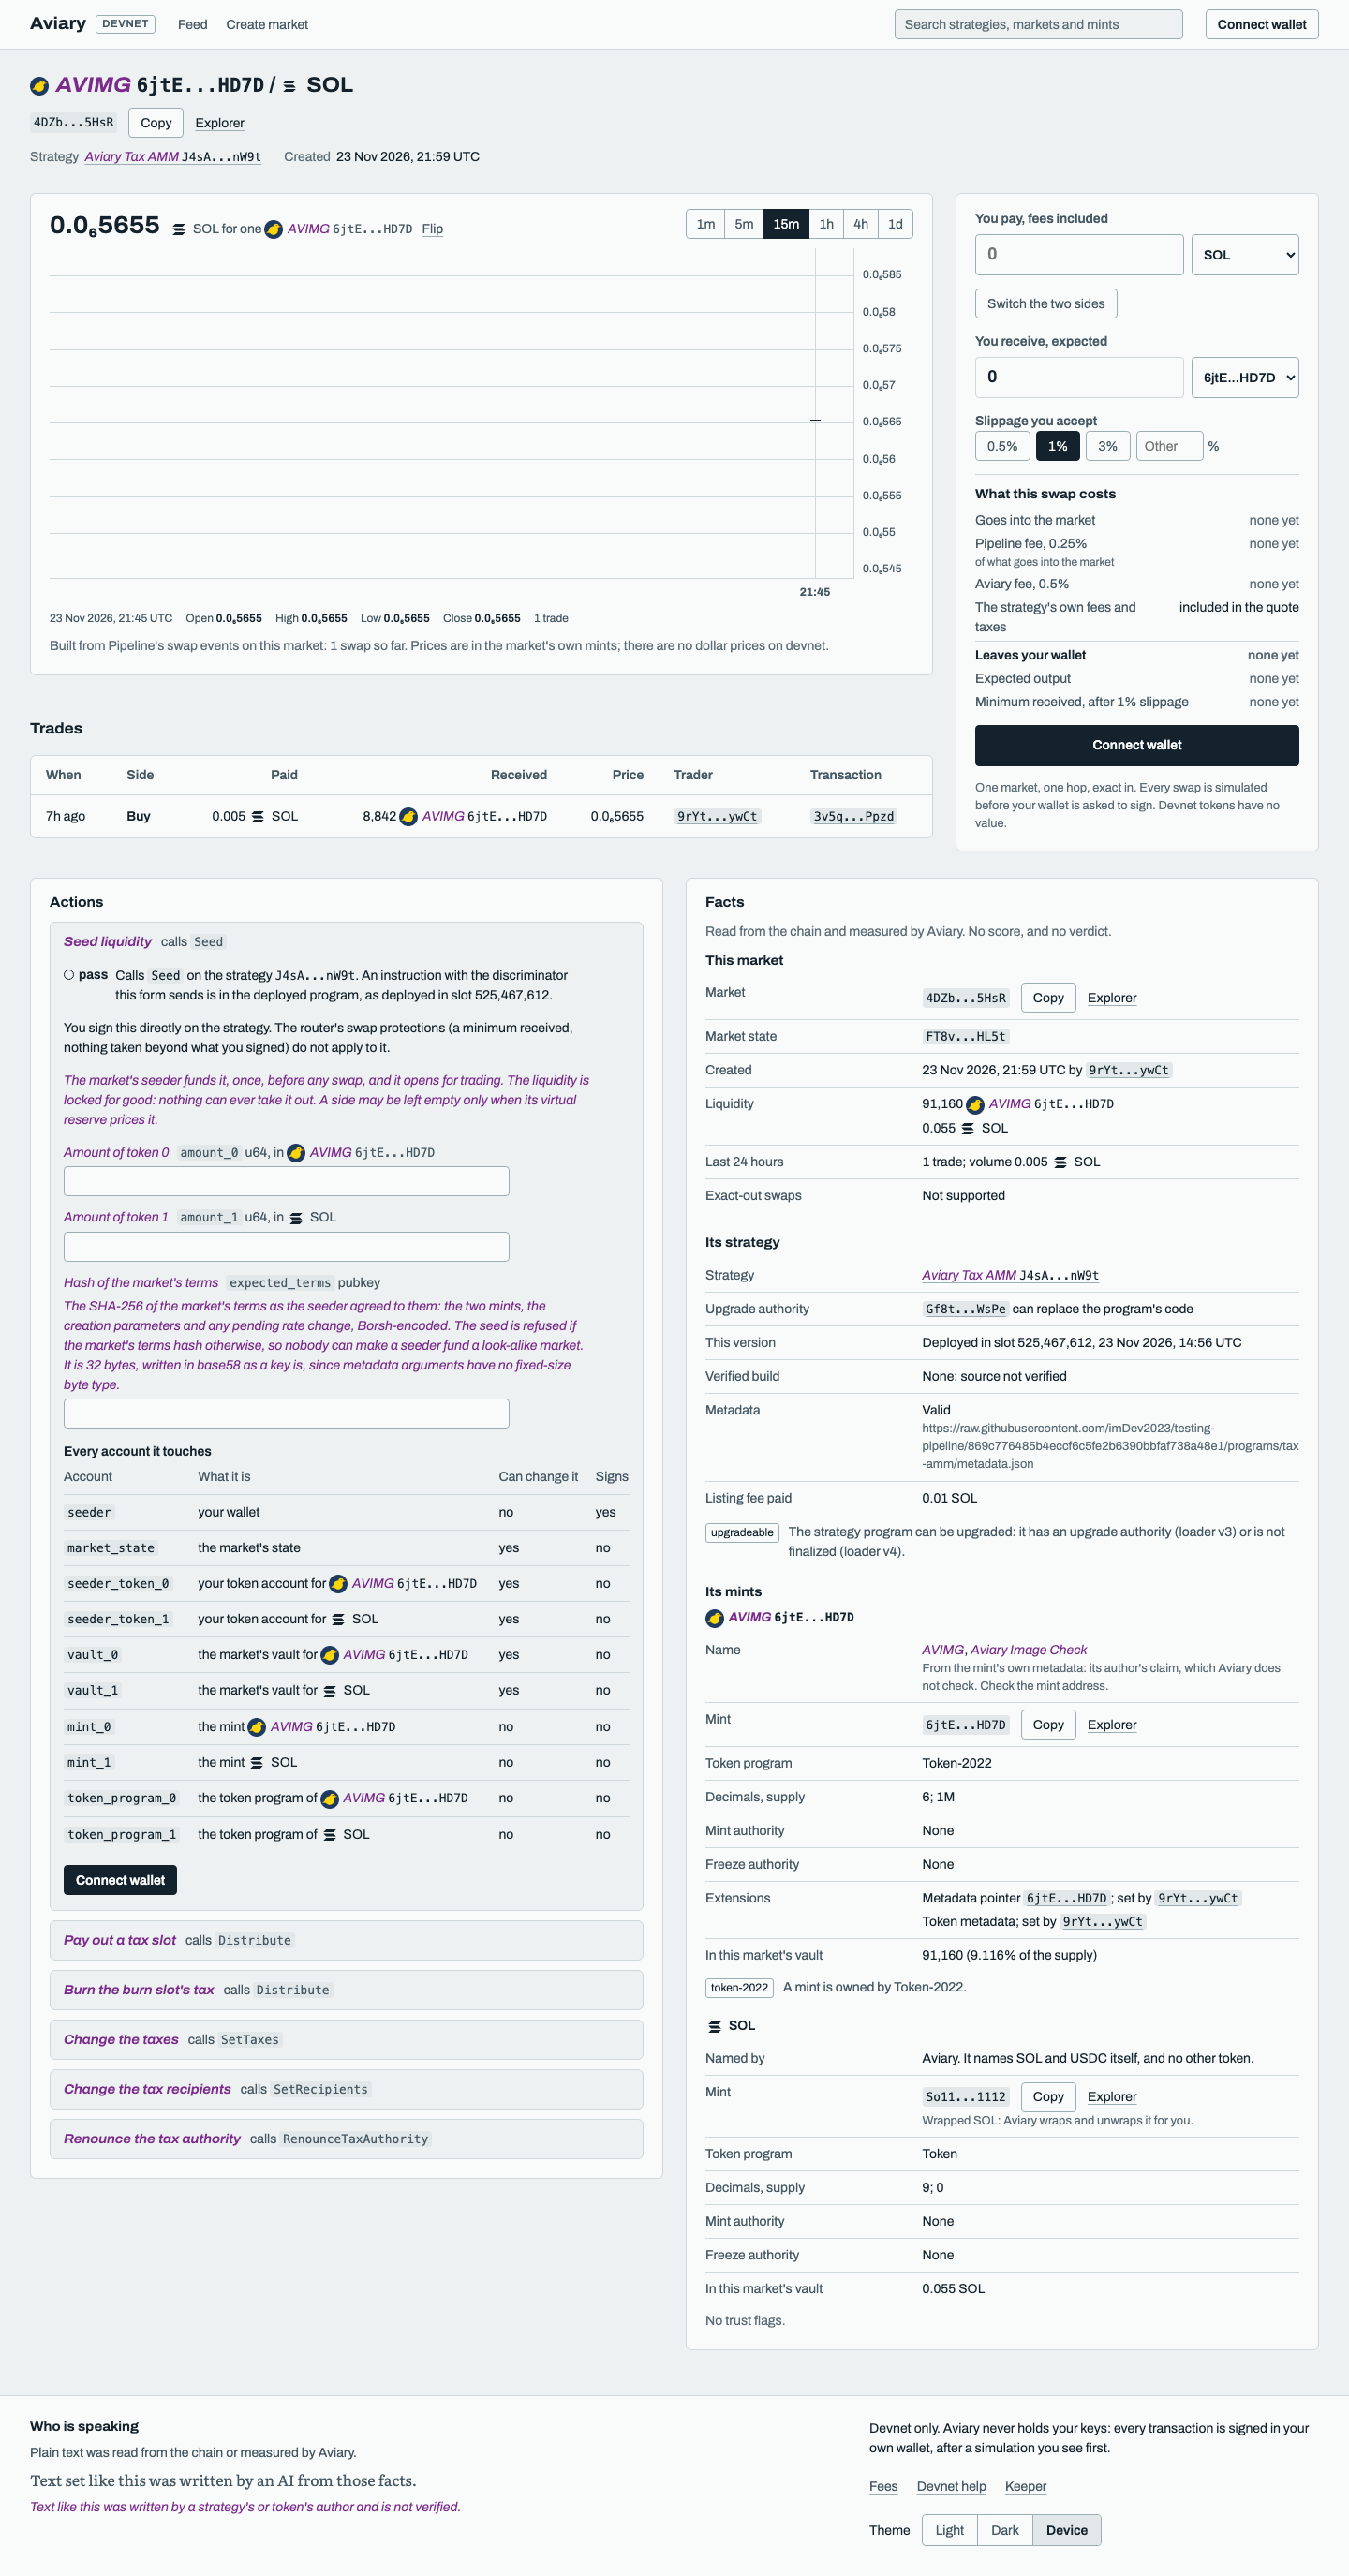 Aviary DEVNET Feed Create market Search strategies, markets and mints Connect wallet
AVIMG 6jtE...HD7D / SOL
4DZb...5HsR Copy Explorer
Strategy Aviary Tax AMM J4sA...nW9t Created 23 Nov 2026, 21:59 UTC
0.0₆5655 SOL for one AVIMG 6jtE...HD7D Flip
1m 5m 15m 1h 4h 1d
0.0₆585
0.0₆58
0.0₆575
0.0₆57
0.0₆565
0.0₆56
0.0₆555
0.0₆55
0.0₆545
21:45
23 Nov 2026, 21:45 UTC Open 0.0₆5655 High 0.0₆5655 Low 0.0₆5655 Close 0.0₆5655 1 trade
Built from Pipeline's swap events on this market: 1 swap so far. Prices are in the market's own mints; there are no dollar prices on devnet.
You pay, fees included
0 SOL
Switch the two sides
You receive, expected
0 6jtE...HD7D
Slippage you accept
0.5% 1% 3% Other %
What this swap costs
Goes into the market none yet
Pipeline fee, 0.25% none yet
of what goes into the market
Aviary fee, 0.5% none yet
The strategy's own fees and included in the quote
taxes
Leaves your wallet none yet
Expected output none yet
Minimum received, after 1% slippage none yet
Connect wallet
One market, one hop, exact in. Every swap is simulated
before your wallet is asked to sign. Devnet tokens have no
value.
Trades
When Side Paid Received Price Trader Transaction
7h ago Buy 0.005 SOL 8,842 AVIMG 6jtE...HD7D 0.0₆5655 9rYt...ywCt 3v5q...Ppzd
Actions
Seed liquidity calls Seed
pass Calls Seed on the strategy J4sA...nW9t. An instruction with the discriminator
this form sends is in the deployed program, as deployed in slot 525,467,612.
You sign this directly on the strategy. The router's swap protections (a minimum received,
nothing taken beyond what you signed) do not apply to it.
The market's seeder funds it, once, before any swap, and it opens for trading. The liquidity is
locked for good: nothing can ever take it out. A side may be left empty only when its virtual
reserve prices it.
Amount of token 0 amount_0 u64, in AVIMG 6jtE...HD7D
Amount of token 1 amount_1 u64, in SOL
Hash of the market's terms expected_terms pubkey
The SHA-256 of the market's terms as the seeder agreed to them: the two mints, the
creation parameters and any pending rate change, Borsh-encoded. The seed is refused if
the market's terms hash otherwise, so nobody can make a seeder fund a look-alike market.
It is 32 bytes, written in base58 as a key is, since metadata arguments have no fixed-size
byte type.
Every account it touches
Account What it is Can change it Signs
seeder your wallet no yes
market_state the market's state yes no
seeder_token_0 your token account for AVIMG 6jtE...HD7D yes no
seeder_token_1 your token account for SOL yes no
vault_0 the market's vault for AVIMG 6jtE...HD7D yes no
vault_1 the market's vault for SOL yes no
mint_0 the mint AVIMG 6jtE...HD7D no no
mint_1 the mint SOL no no
token_program_0 the token program of AVIMG 6jtE...HD7D no no
token_program_1 the token program of SOL no no
Connect wallet
Pay out a tax slot calls Distribute
Burn the burn slot's tax calls Distribute
Change the taxes calls SetTaxes
Change the tax recipients calls SetRecipients
Renounce the tax authority calls RenounceTaxAuthority
Facts
Read from the chain and measured by Aviary. No score, and no verdict.
This market
Market 4DZb...5HsR Copy Explorer
Market state FT8v...HL5t
Created 23 Nov 2026, 21:59 UTC by 9rYt...ywCt
Liquidity 91,160 AVIMG 6jtE...HD7D
0.055 SOL
Last 24 hours 1 trade; volume 0.005 SOL
Exact-out swaps Not supported
Its strategy
Strategy Aviary Tax AMM J4sA...nW9t
Upgrade authority Gf8t...WsPe can replace the program's code
This version Deployed in slot 525,467,612, 23 Nov 2026, 14:56 UTC
Verified build None: source not verified
Metadata Valid
https://raw.githubusercontent.com/imDev2023/testing-
pipeline/869c776485b4eccf6c5fe2b6390bbfaf738a48e1/programs/tax
-amm/metadata.json
Listing fee paid 0.01 SOL
upgradeable The strategy program can be upgraded: it has an upgrade authority (loader v3) or is not
finalized (loader v4).
Its mints
AVIMG 6jtE...HD7D
Name AVIMG, Aviary Image Check
From the mint's own metadata: its author's claim, which Aviary does
not check. Check the mint address.
Mint 6jtE...HD7D Copy Explorer
Token program Token-2022
Decimals, supply 6; 1M
Mint authority None
Freeze authority None
Extensions Metadata pointer 6jtE...HD7D; set by 9rYt...ywCt
Token metadata; set by 9rYt...ywCt
In this market's vault 91,160 (9.116% of the supply)
token-2022 A mint is owned by Token-2022.
SOL
Named by Aviary. It names SOL and USDC itself, and no other token.
Mint So11...1112 Copy Explorer
Wrapped SOL: Aviary wraps and unwraps it for you.
Token program Token
Decimals, supply 9; 0
Mint authority None
Freeze authority None
In this market's vault 0.055 SOL
No trust flags.
Who is speaking
Plain text was read from the chain or measured by Aviary.
Text set like this was written by an AI from those facts.
Text like this was written by a strategy's or token's author and is not verified.
Devnet only. Aviary never holds your keys: every transaction is signed in your
own wallet, after a simulation you see first.
Fees Devnet help Keeper
Theme Light Dark Device